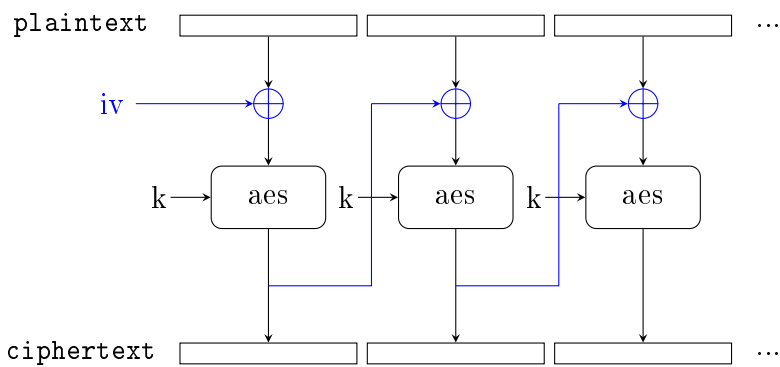 plaintext ...
iv
k aes k aes k aes
ciphertext ...